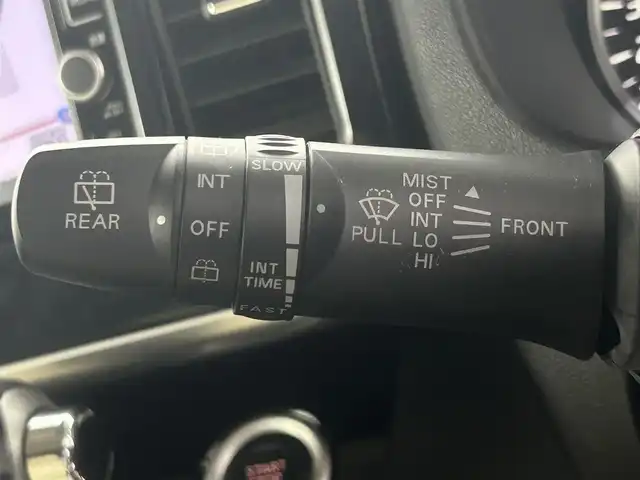 REAR
INT
OFF
SLOW
INT
TIME
FAST
PULL
MIST
OFF
INT
LO
HI
FRONT